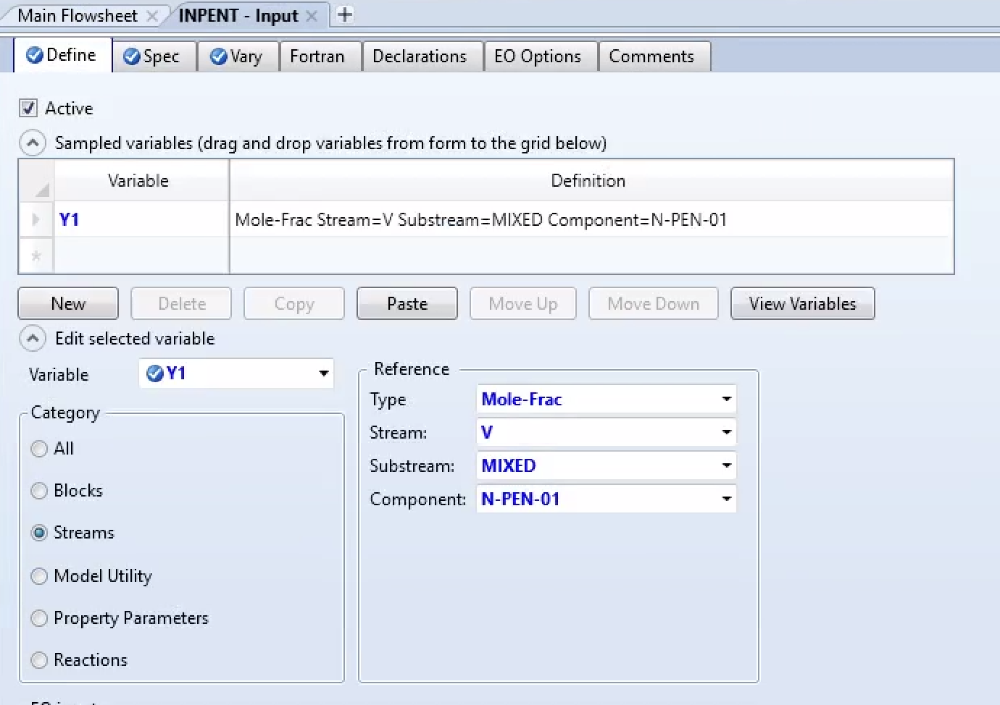 Main Flowsheet × INPENT - Input × +
Define Spec Vary Fortran Declarations EO Options Comments
Active
Sampled variables (drag and drop variables from form to the grid below)
Variable Definition
Y1 Mole-Frac Stream=V Substream=MIXED Component=N-PEN-01
*
New Delete Copy Paste Move Up Move Down View Variables
Edit selected variable
Variable Y1
Reference
Type Mole-Frac
Stream: V
Substream: MIXED
Component: N-PEN-01
Category
All
Blocks
Streams
Model Utility
Property Parameters
Reactions